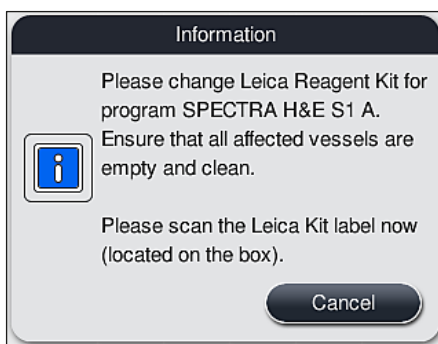 Information
Please change Leica Reagent Kit for
program SPECTRA H&E S1 A.
Ensure that all affected vessels are
empty and clean.
Please scan the Leica Kit label now
(located on the box).
Cancel